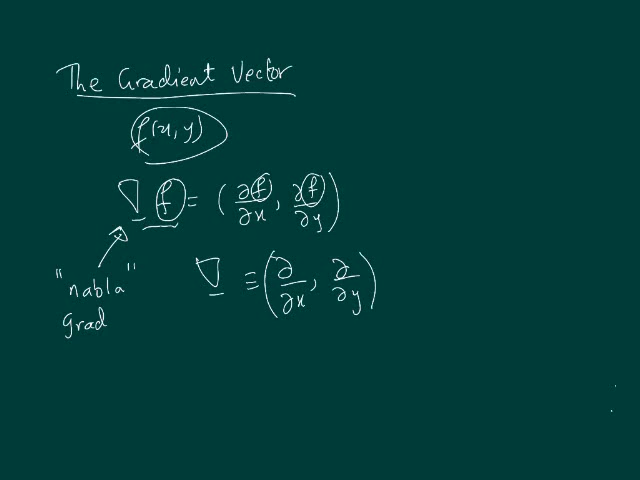 The Gradient Vector
f(x, y)
∇ f = (∂f/∂x, ∂f/∂y)
"nabla"
grad
∇ ≡ (∂/∂x, ∂/∂y)